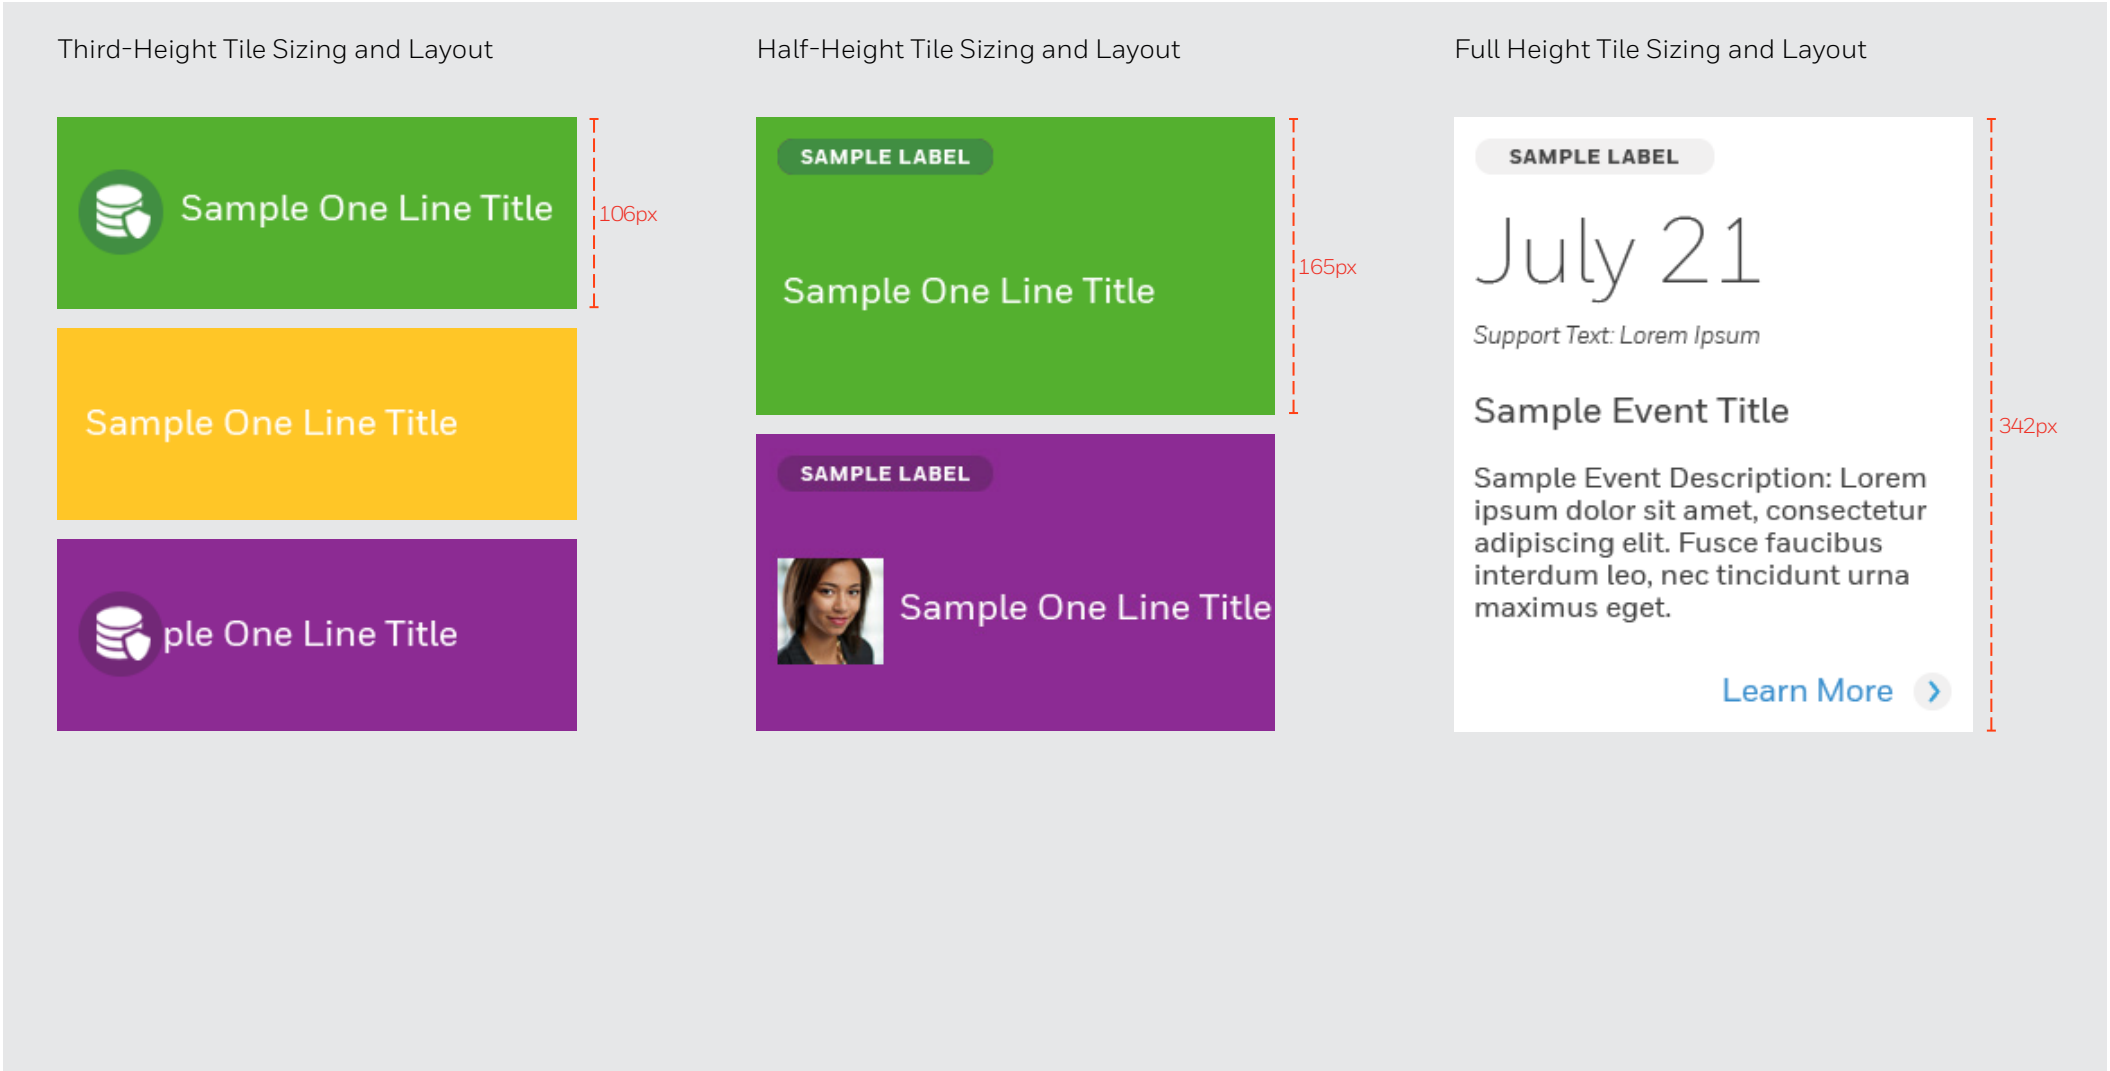 Third-Height Tile Sizing and Layout
Sample One Line Title
106px
Sample One Line Title
ple One Line Title
Half-Height Tile Sizing and Layout
SAMPLE LABEL
Sample One Line Title
165px
SAMPLE LABEL
Sample One Line Title
Full Height Tile Sizing and Layout
SAMPLE LABEL
July 21
Support Text: Lorem Ipsum
Sample Event Title
Sample Event Description: Lorem
ipsum dolor sit amet, consectetur
adipiscing elit. Fusce faucibus
interdum leo, nec tincidunt urna
maximus eget.
Learn More
342px